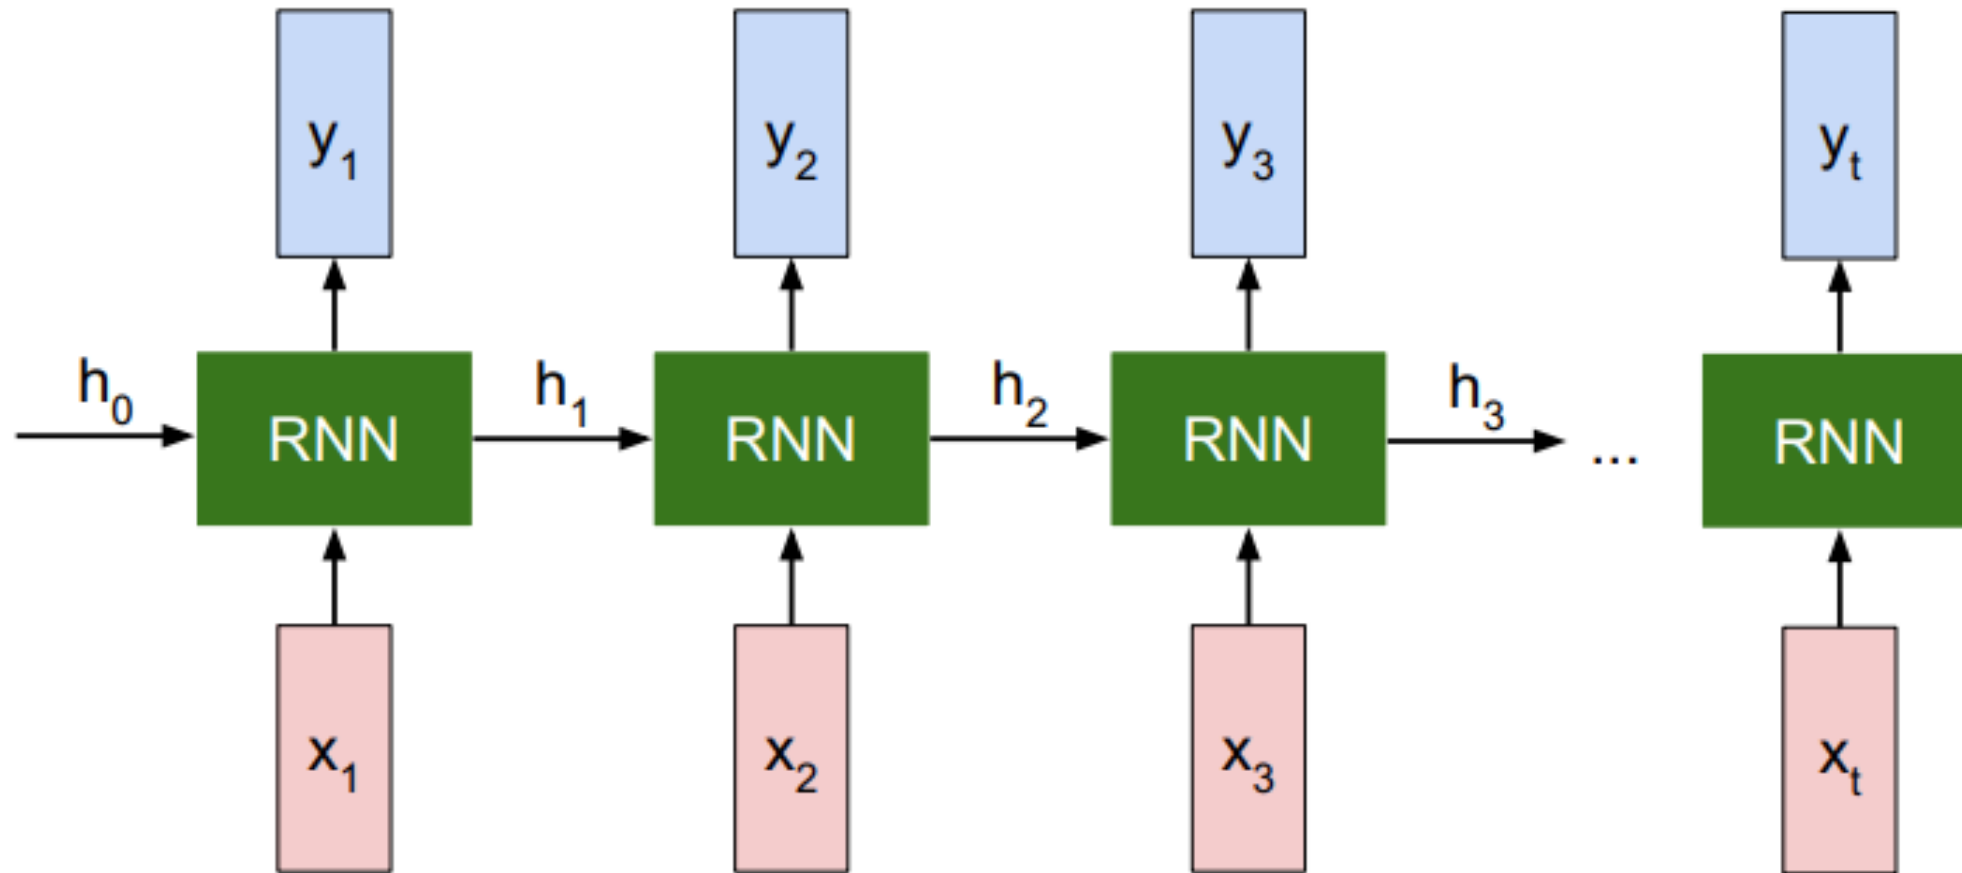 y1 y2 y3 yt
h0 h1 h2 h3
RNN RNN RNN ... RNN
x1 x2 x3 xt